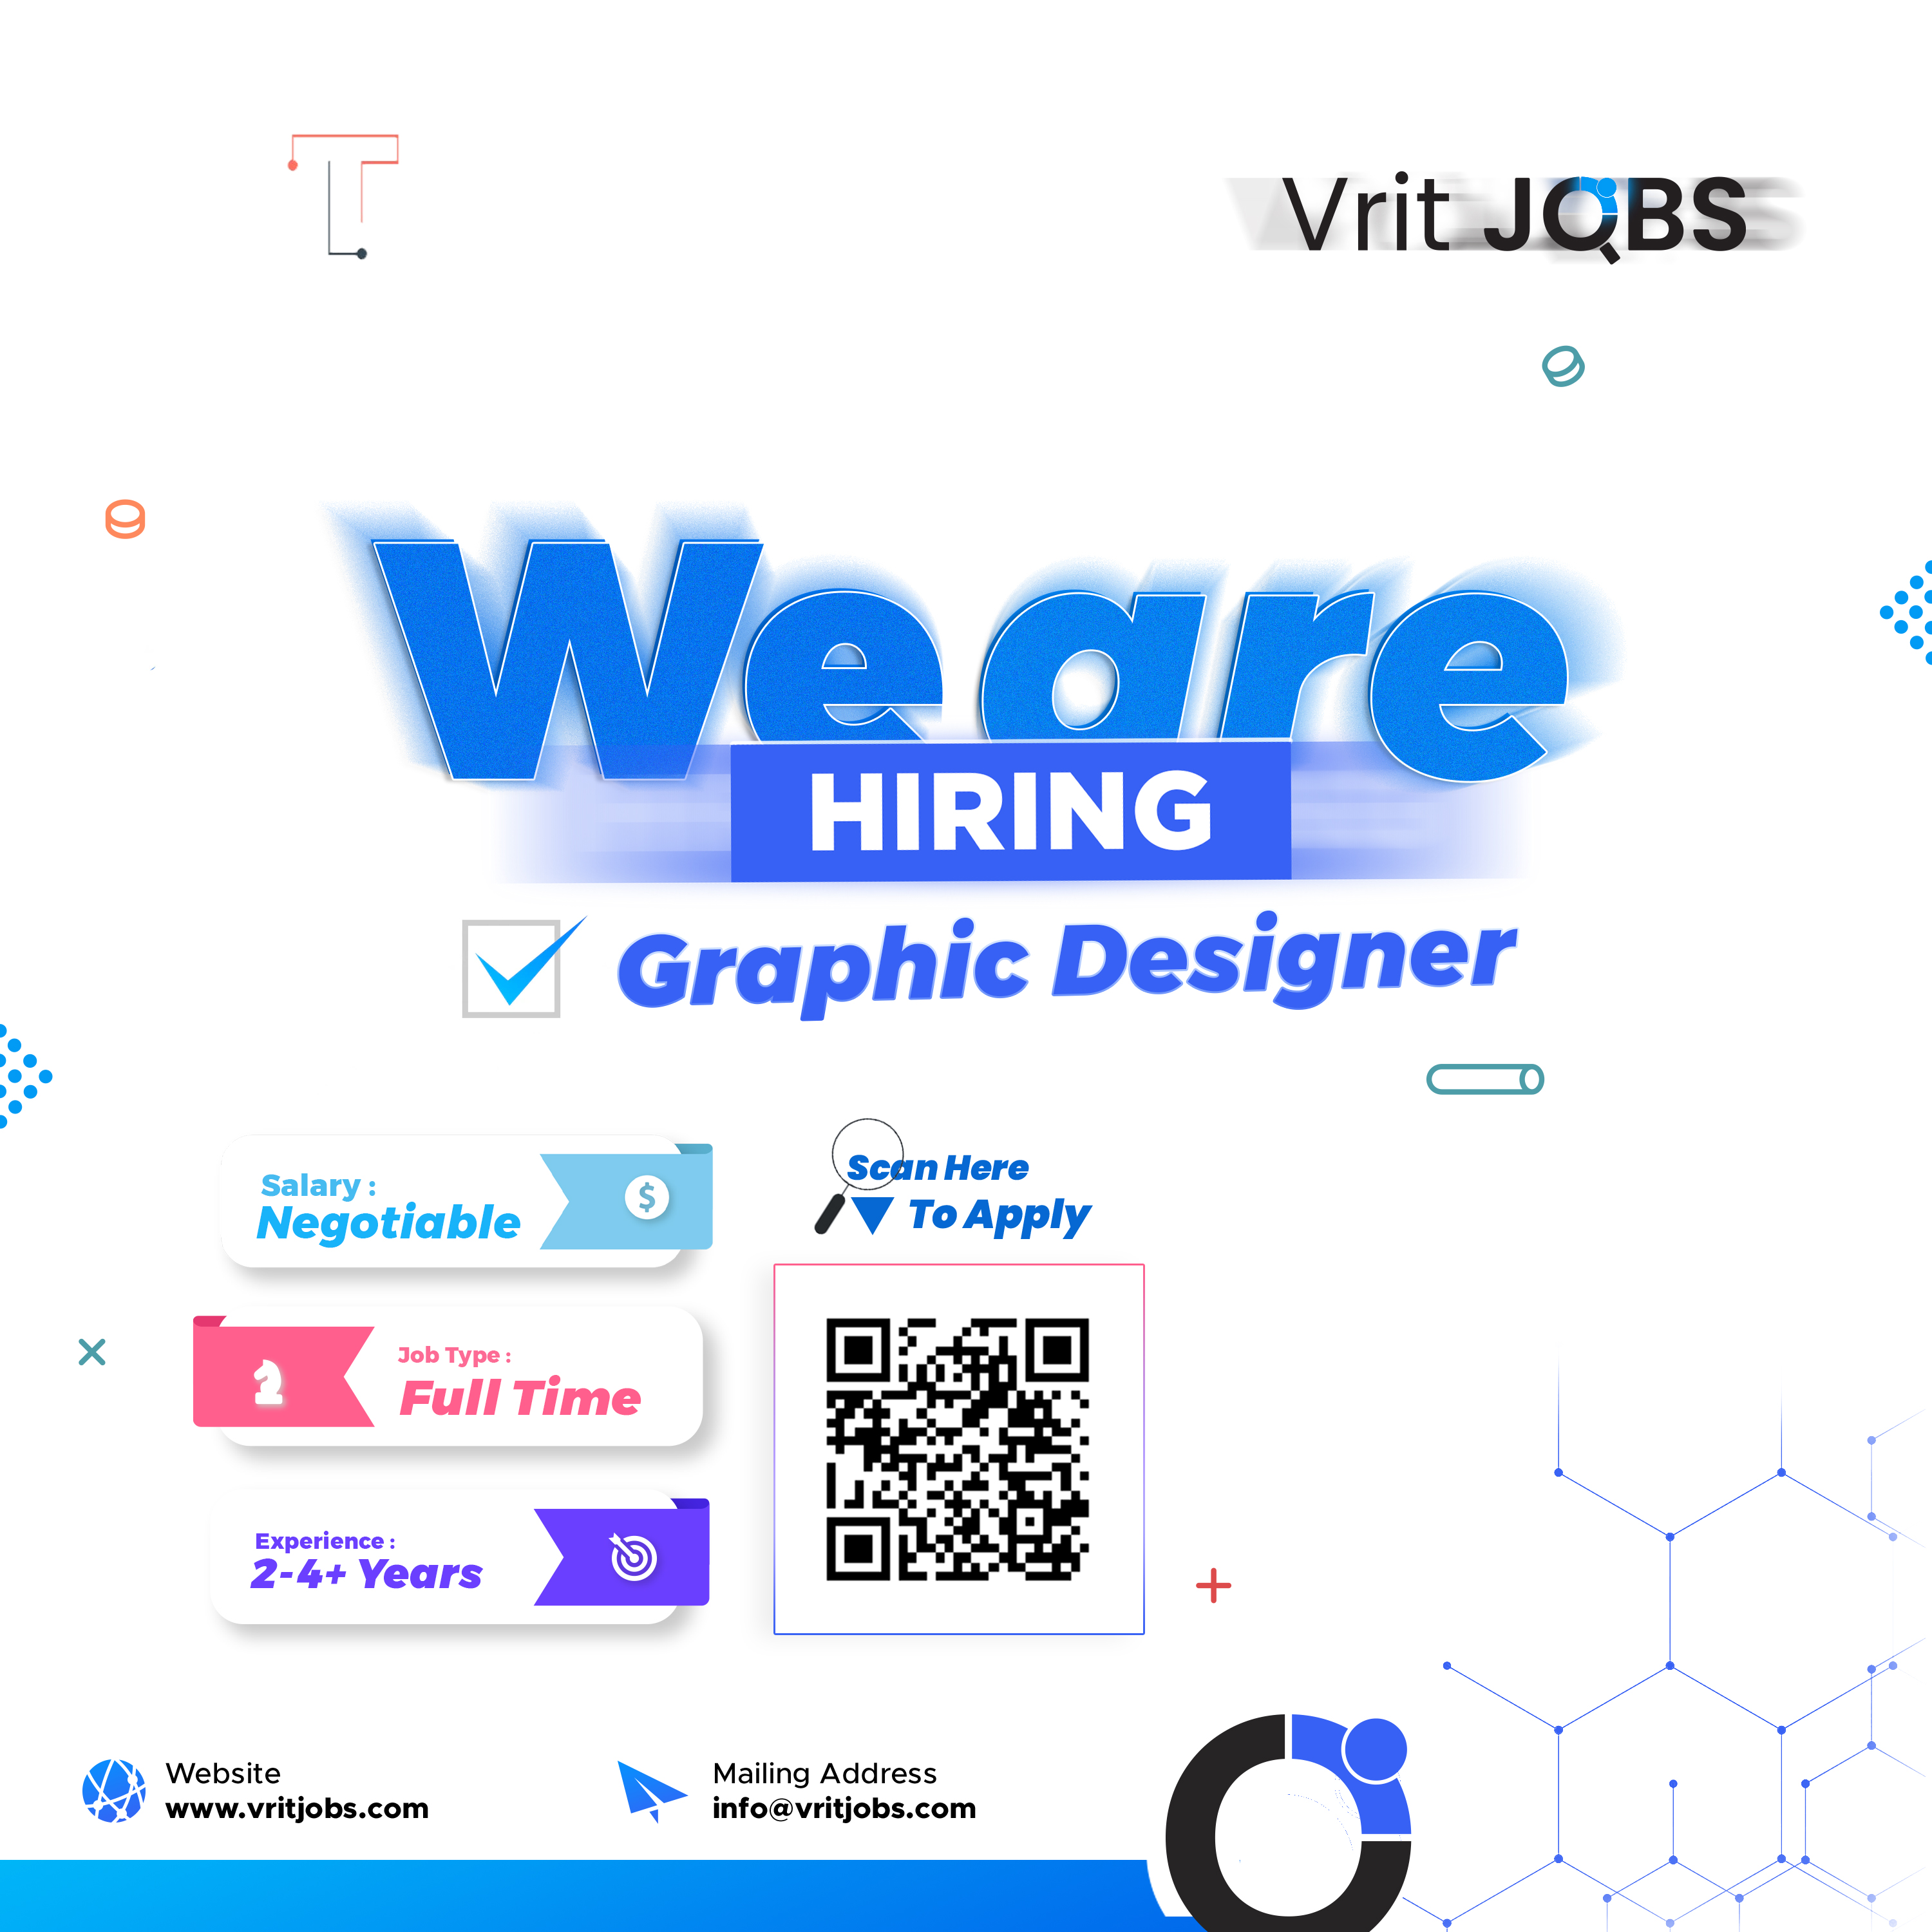 Vrit JOBS
We are
HIRING
Graphic Designer
Salary :
Negotiable
Job Type :
Full Time
Experience :
2-4+ Years
Scan Here
To Apply
Website
www.vritjobs.com
Mailing Address
info@vritjobs.com